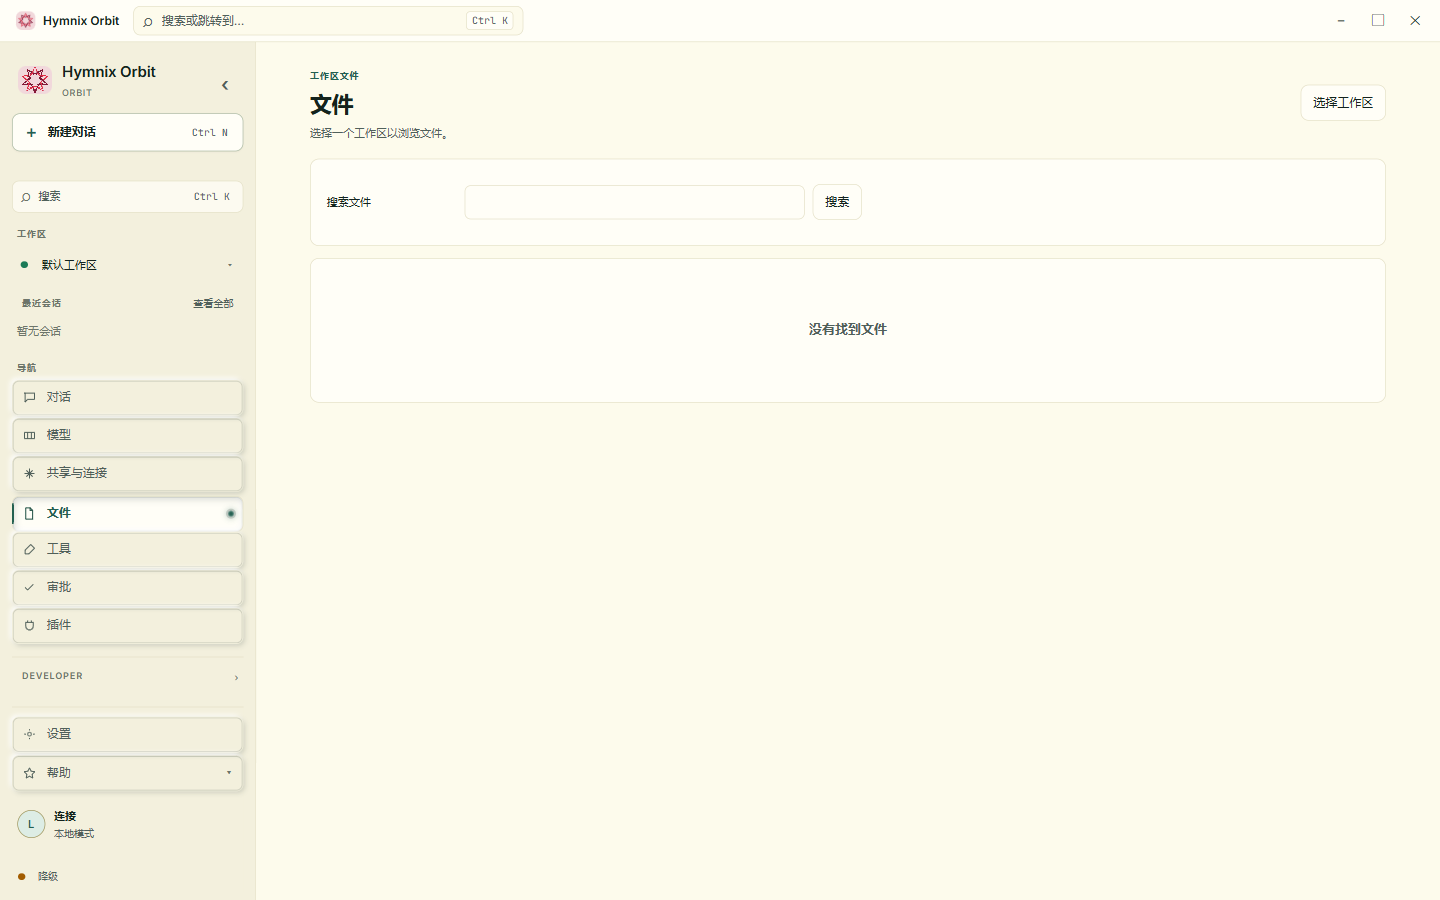 Hymnix Orbit
搜索或跳转到...
Ctrl K
Hymnix Orbit
ORBIT
新建对话
Ctrl N
搜索
Ctrl K
工作区
默认工作区
最近会话
查看全部
暂无会话
导航
对话
模型
共享与连接
文件
工具
审批
插件
DEVELOPER
设置
帮助
L
连接
本地模式
降级
工作区文件
文件
选择一个工作区以浏览文件。
选择工作区
搜索文件
搜索
没有找到文件